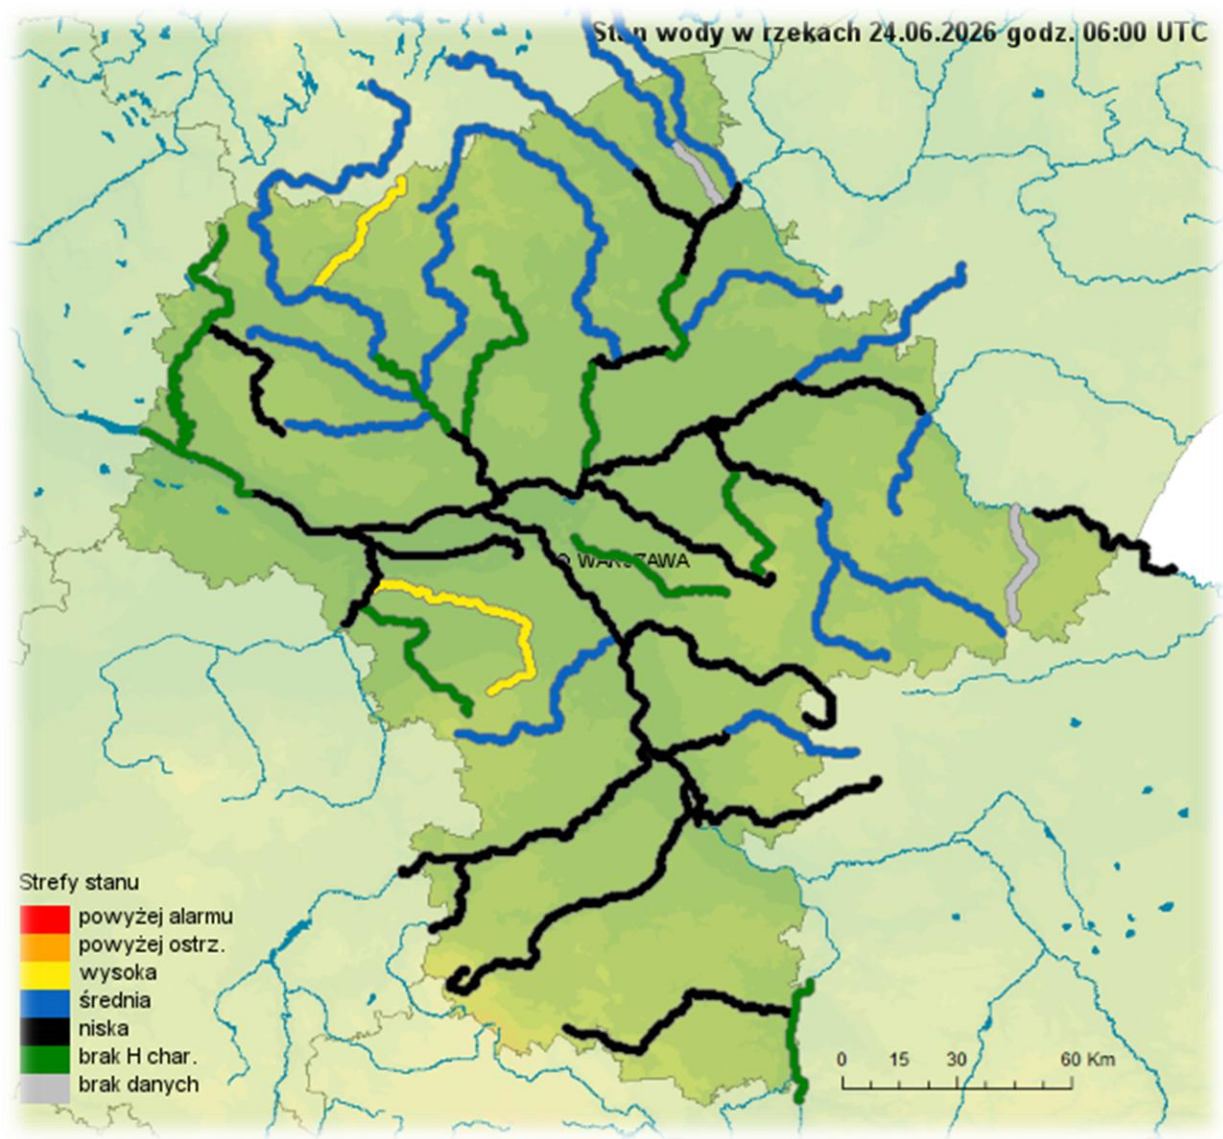 Stan wody w rzekach 24.06.2026 godz. 06:00 UTC
WARSZAWA
Strefy stanu
powyżej alarmu
powyżej ostrz.
wysoka
średnia
niska
brak H char.
brak danych
0 15 30 60 Km